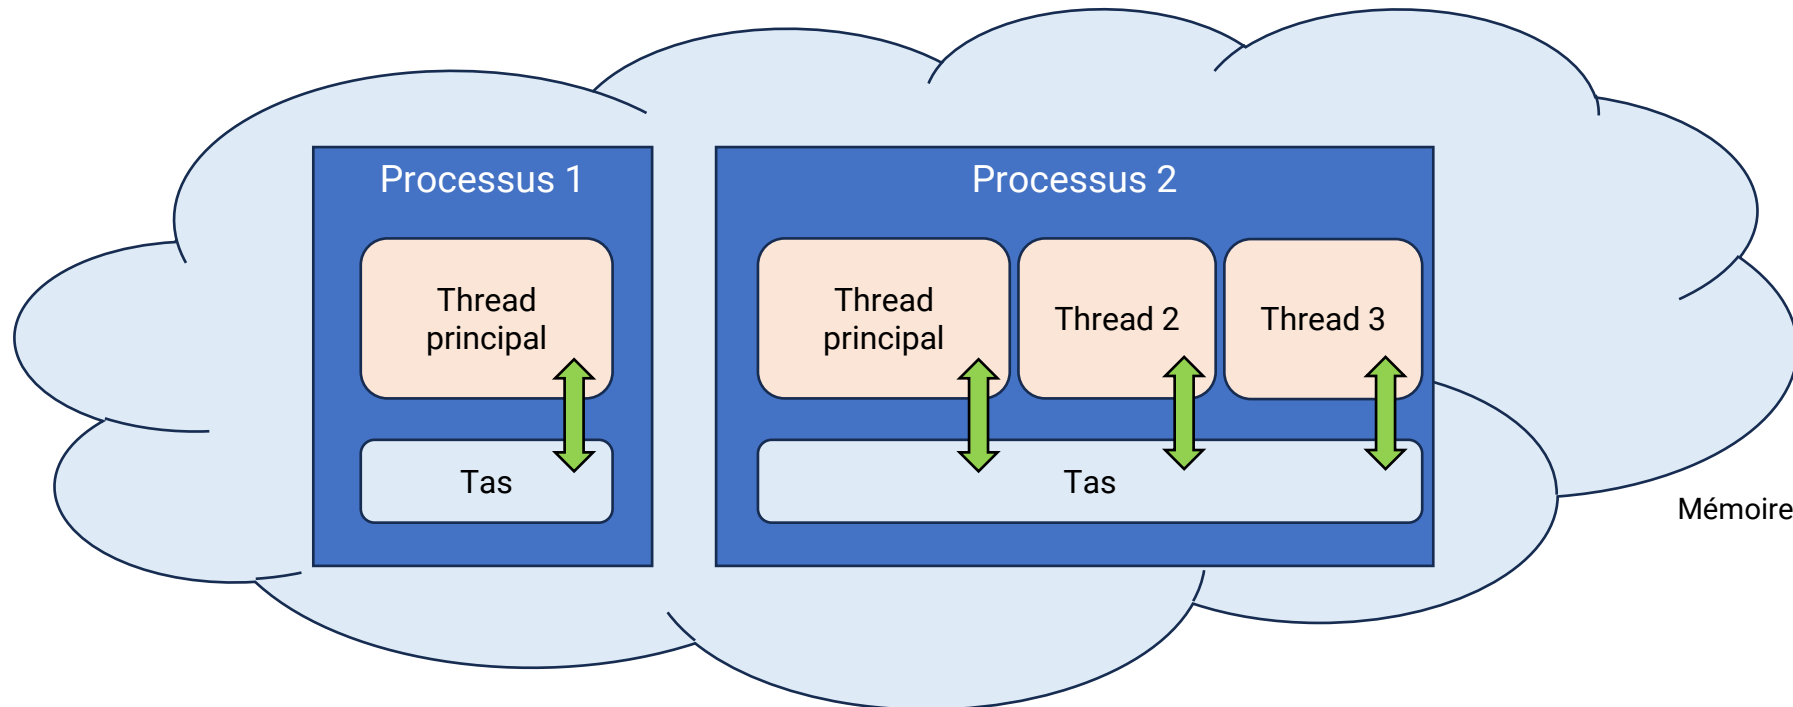 Processus 1
Thread
principal
Tas
Processus 2
Thread
principal
Thread 2
Thread 3
Tas
Mémoire